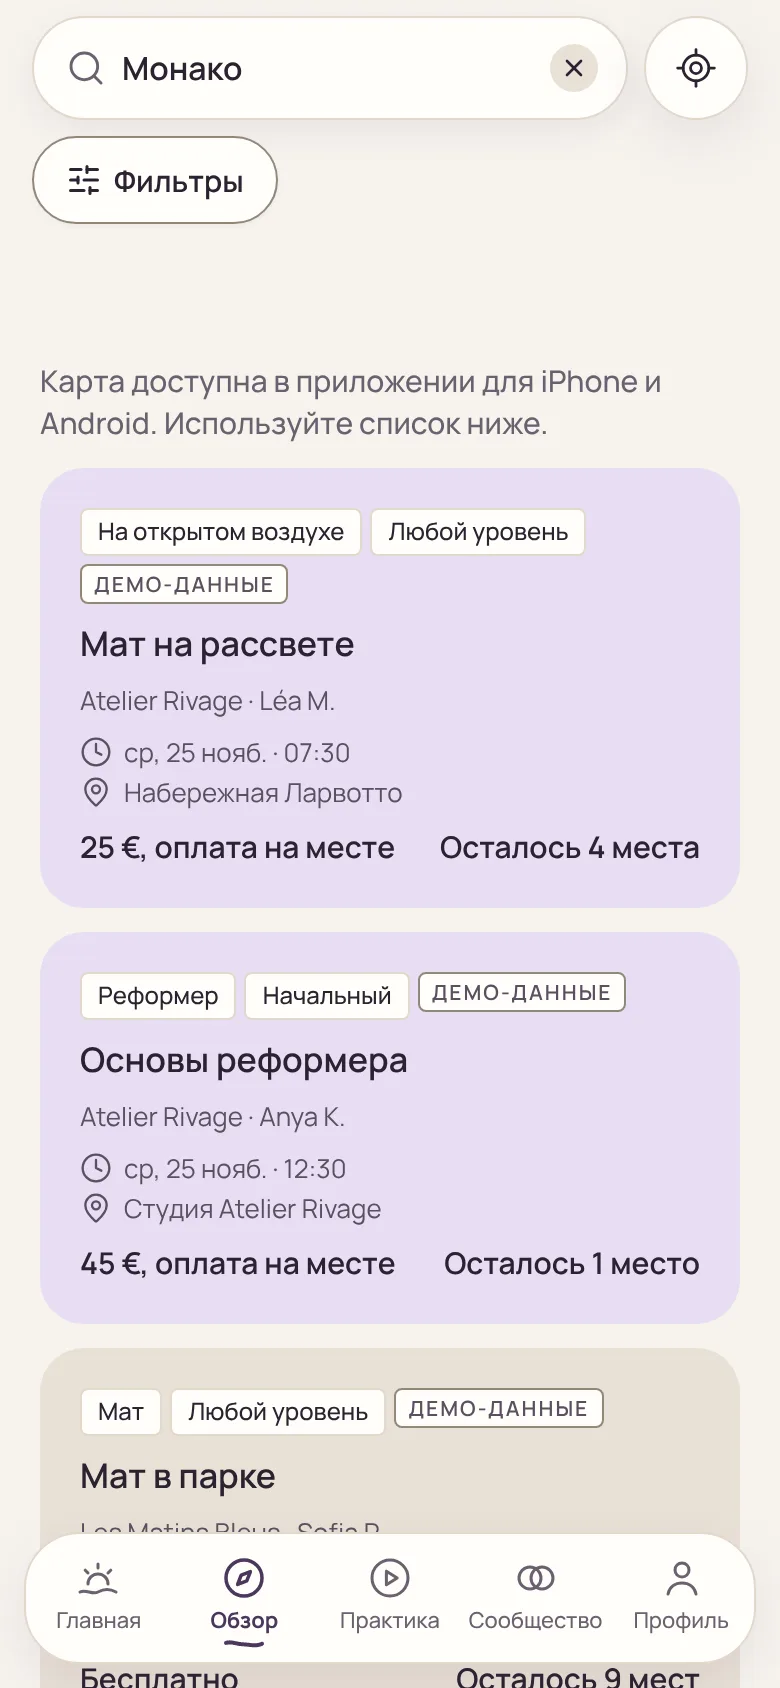 Монако
Фильтры
Карта доступна в приложении для iPhone и
Android. Используйте список ниже.
На открытом воздухе
Любой уровень
ДЕМО-ДАННЫЕ
Мат на рассвете
Atelier Rivage · Léa M.
ср, 25 нояб. · 07:30
Набережная Ларвотто
25 €, оплата на месте
Осталось 4 места
Реформер
Начальный
ДЕМО-ДАННЫЕ
Основы реформера
Atelier Rivage · Anya K.
ср, 25 нояб. · 12:30
Студия Atelier Rivage
45 €, оплата на месте
Осталось 1 место
Мат
Любой уровень
ДЕМО-ДАННЫЕ
Мат в парке
Les Matins Bleus · Sofia R.
Главная
Обзор
Практика
Сообщество
Профиль
Бесплатно
Осталось 9 мест